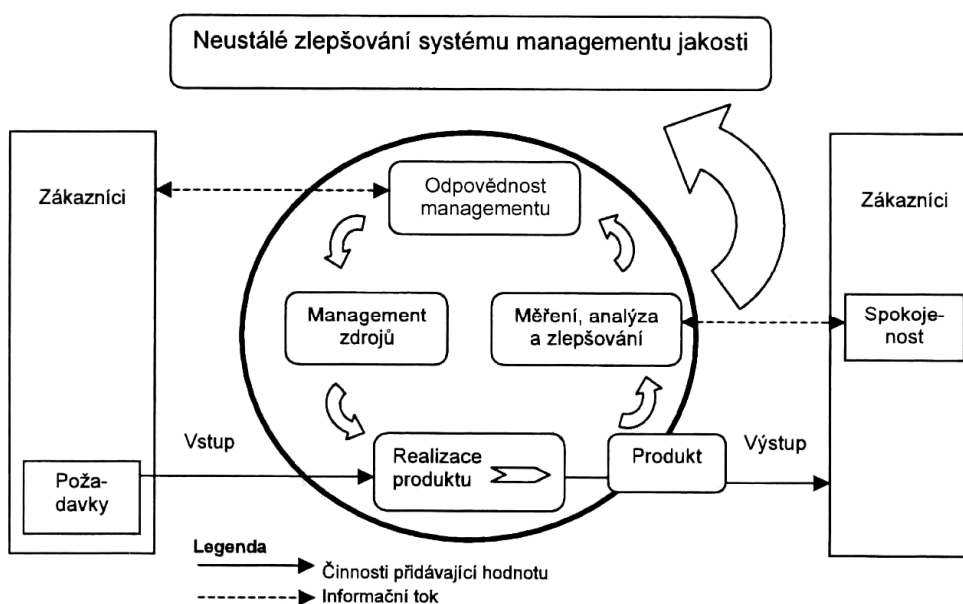 Neustálé zlepšování systému managementu jakosti
Zákazníci
Odpovědnost
managementu
Zákazníci
Management
zdrojů
Měření, analýza
a zlepšování
Spokoje-
nost
Vstup
Realizace
produktu
Produkt
Výstup
Poža-
davky
Legenda
Činnosti přidávající hodnotu
Informační tok